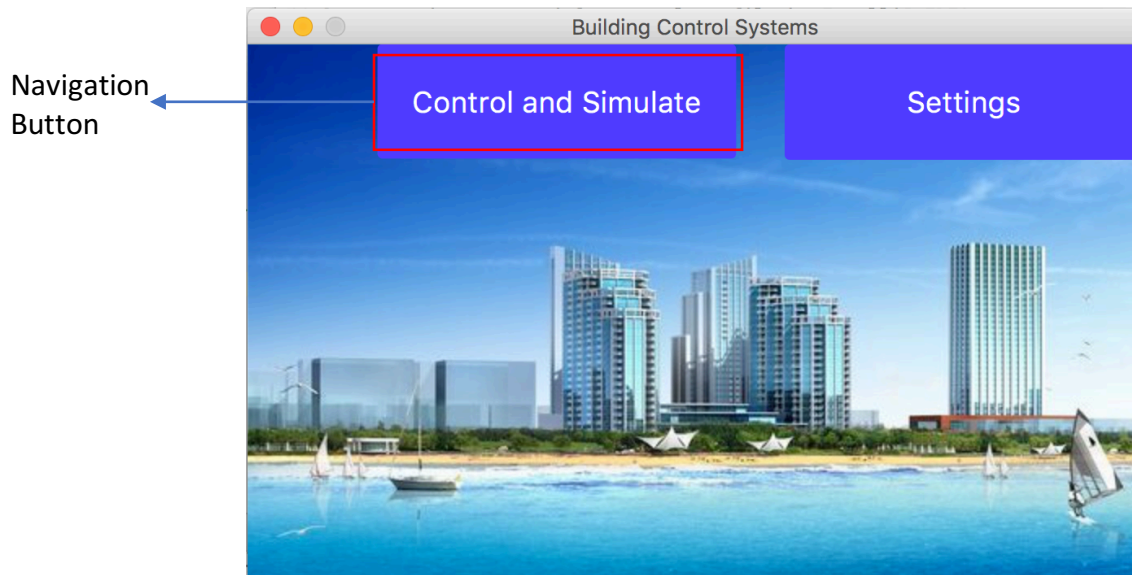 Building Control Systems
Navigation
Button
Control and Simulate
Settings